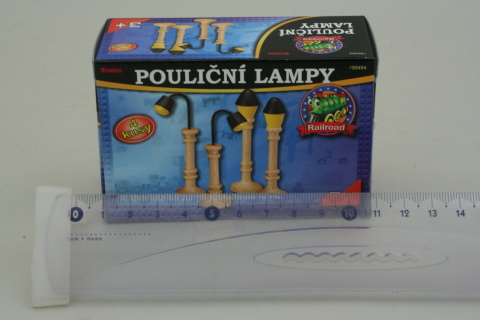 3+
POULIČNÍ
LAMPY
Railroad
POULIČNÍ LAMPY
4
kusy
Railroad
0 2 3 4 5 6 7 8 9 10 11 12 13 14